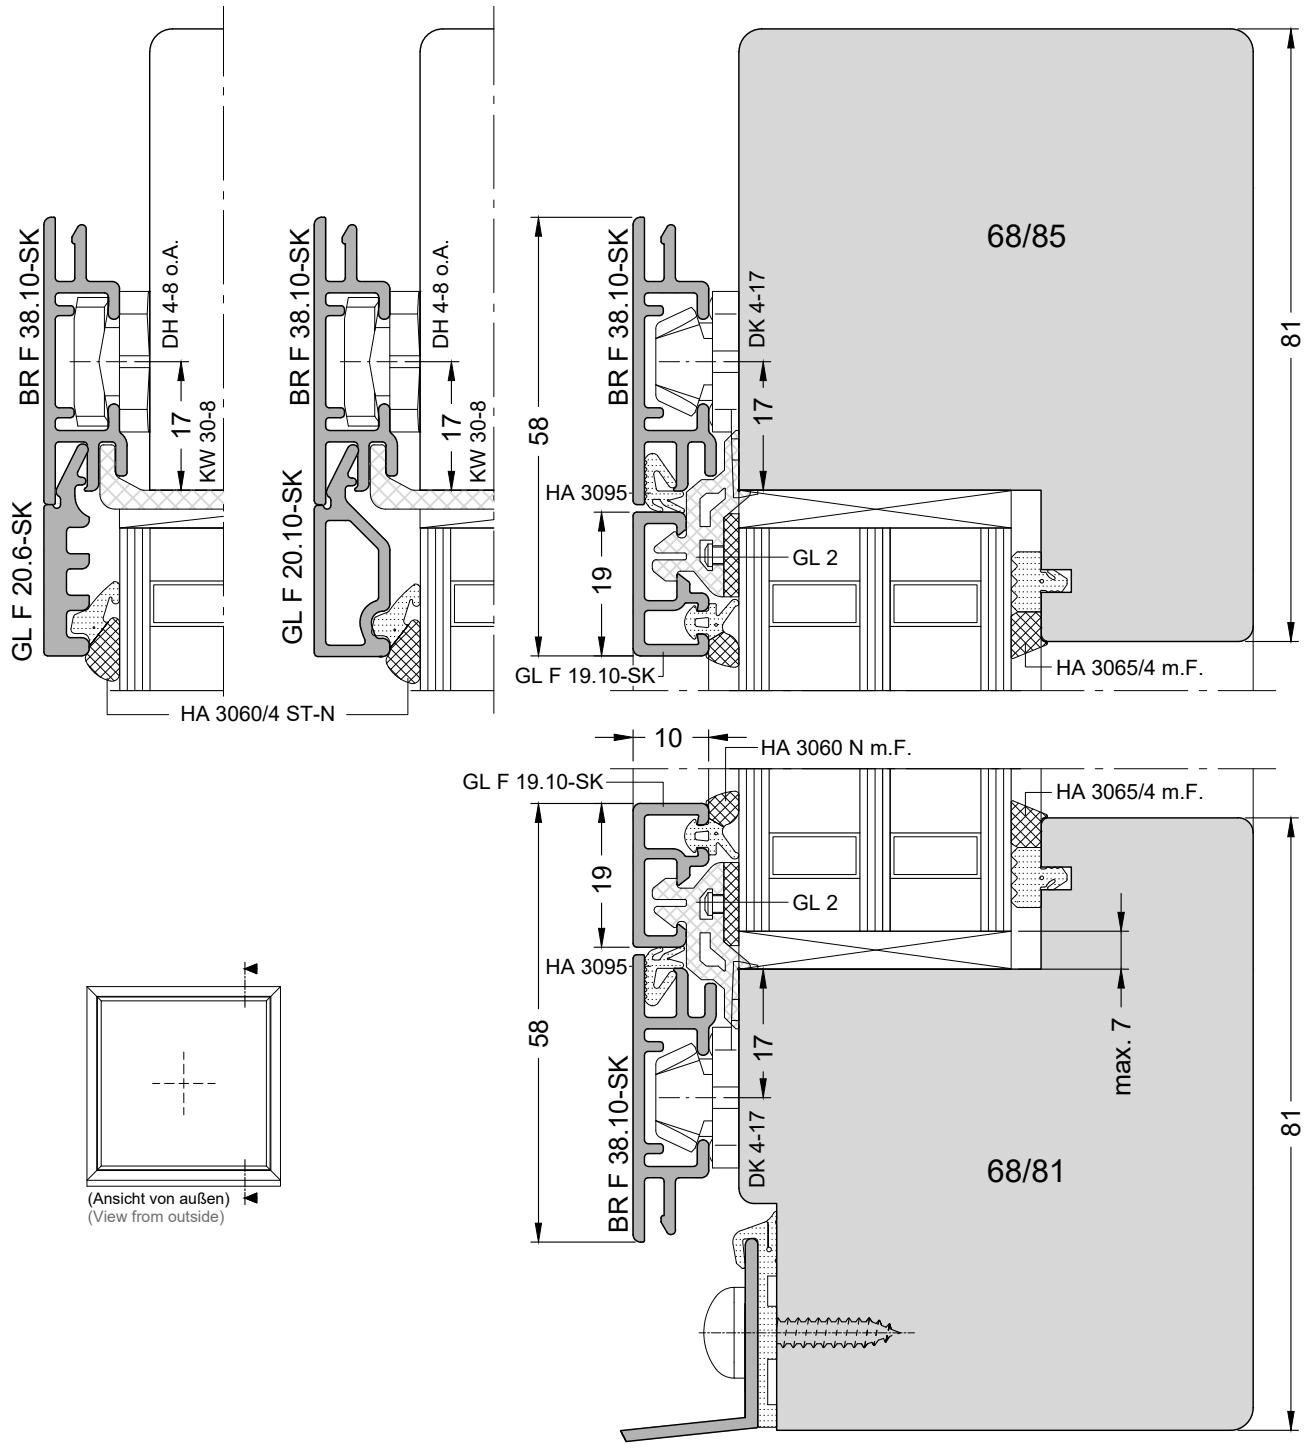 BR F 38.10-SK
DH 4-8 o.A.
17
KW 30-8
GL F 20.6-SK
BR F 38.10-SK
DH 4-8 o.A.
17
KW 30-8
GL F 20.10-SK
HA 3060/4 ST-N
58
BR F 38.10-SK
DK 4-17
17
HA 3095
GL 2
19
GL F 19.10-SK
68/85
81
HA 3065/4 m.F.
10
HA 3060 N m.F.
GL F 19.10-SK
HA 3065/4 m.F.
19
GL 2
HA 3095
58
17
max. 7
BR F 38.10-SK
DK 4-17
68/81
81
(Ansicht von außen)
(View from outside)